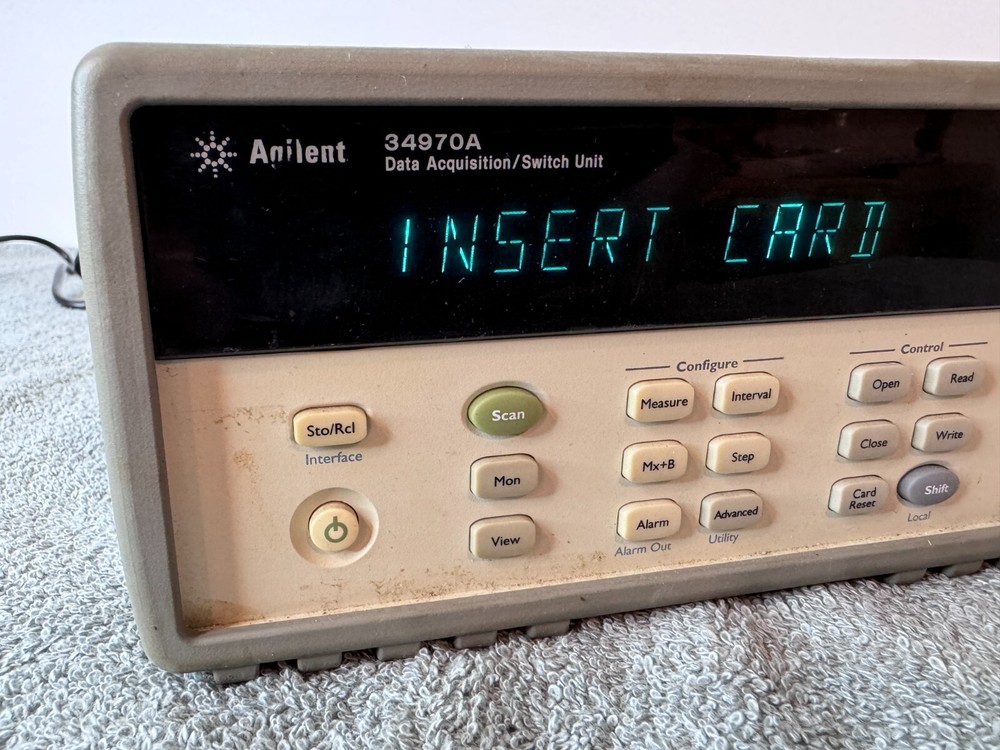 Agilent
34970A
Data Acquisition/Switch Unit
INSERT CARD
Sto/Rcl
Interface
Scan
Mon
View
Configure
Measure
Interval
Mx+B
Step
Alarm
Advanced
Alarm Out
Utility
Control
Open
Read
Close
Write
Card
Reset
Shift
Local